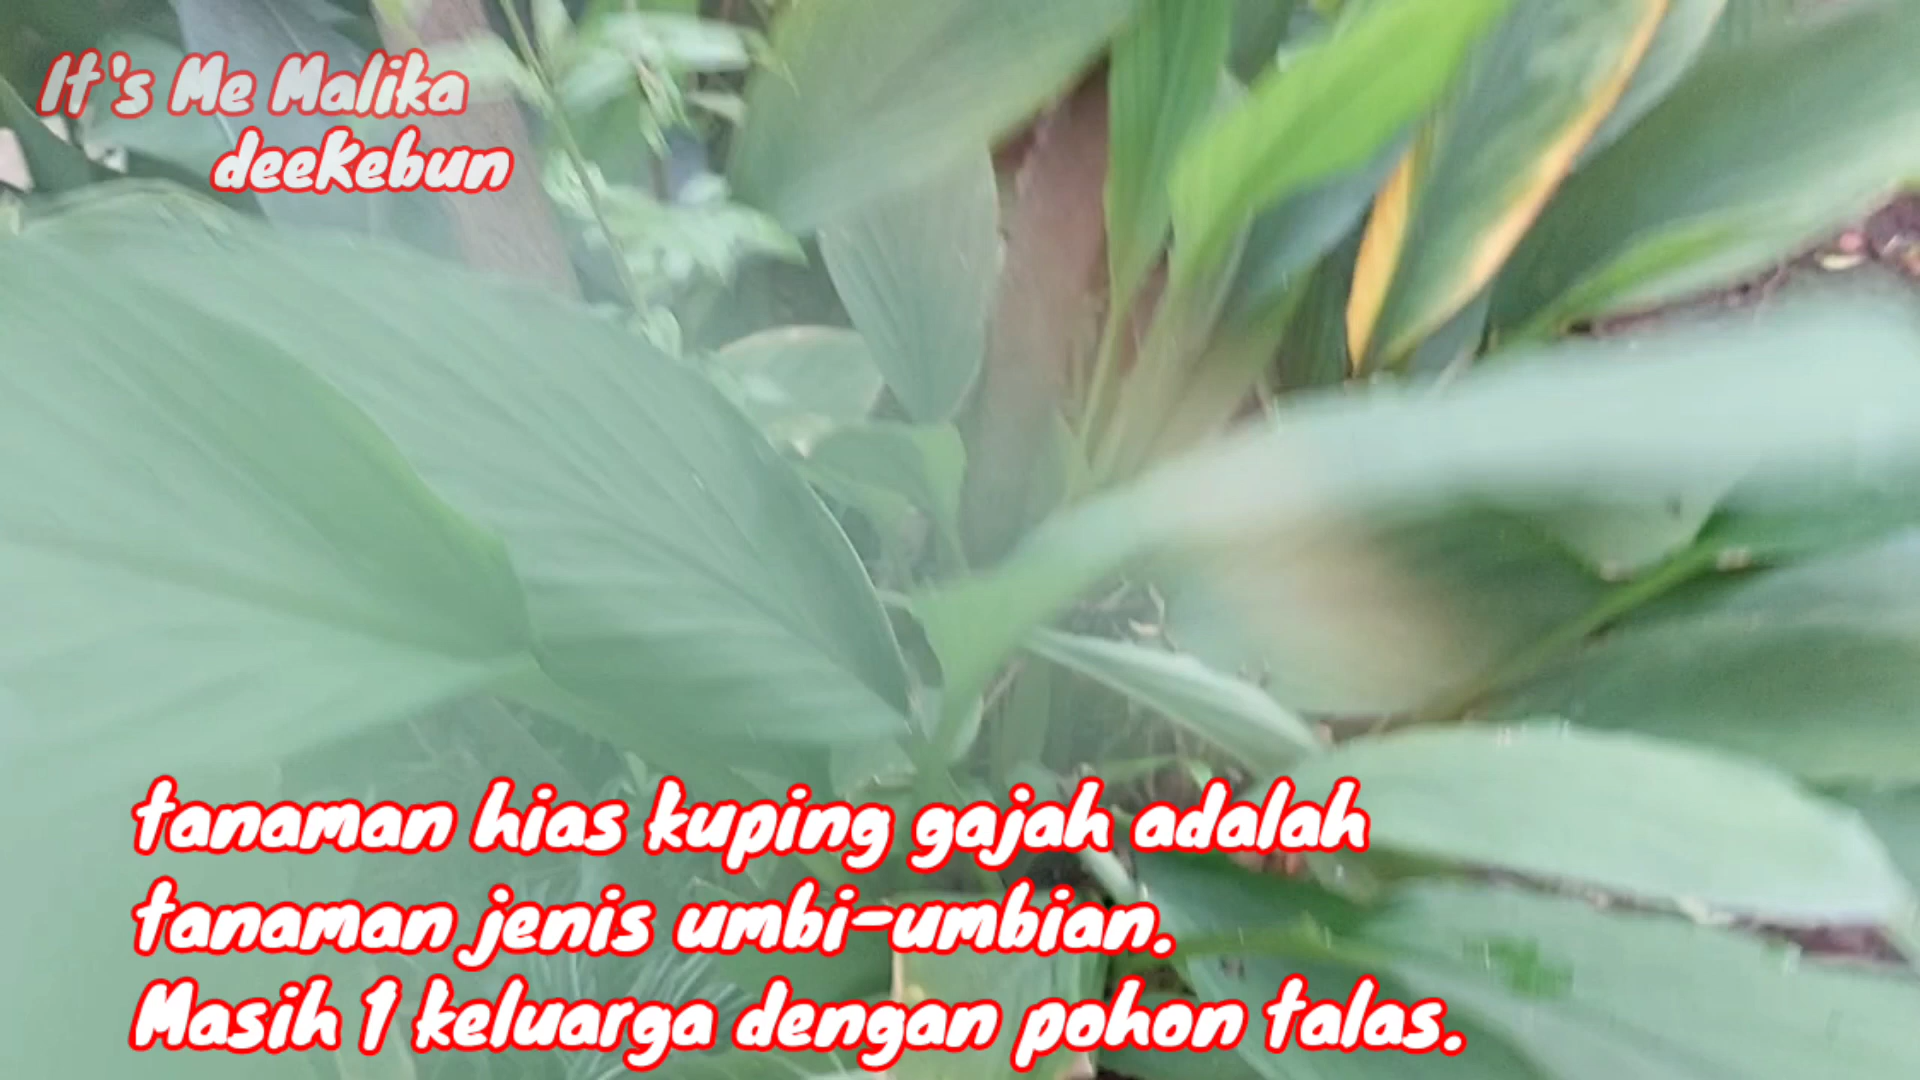 It's Me Malika
deekebun
tanaman hias kuping gajah adalah
tanaman jenis umbi-umbian.
Masih 1 keluarga dengan pohon talas.